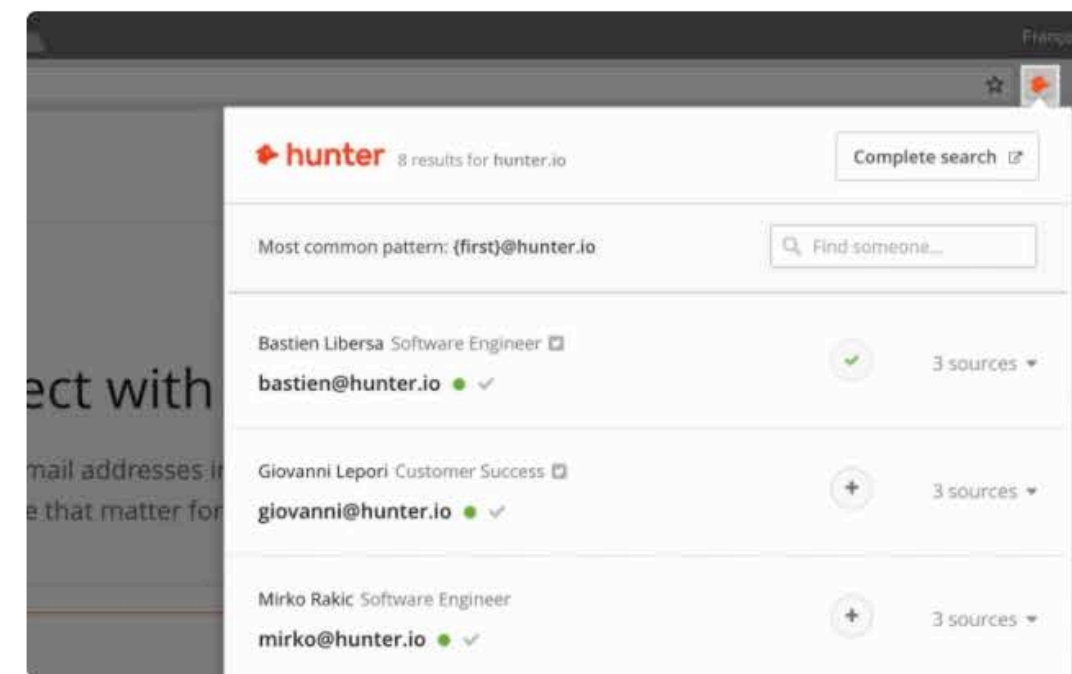 hunter 8 results for hunter.io Complete search
Most common pattern: {first}@hunter.io Find someone...
Bastien Libersa Software Engineer
bastien@hunter.io 3 sources
ect with
mail addresses
Giovanni Lepori Customer Success
giovanni@hunter.io 3 sources
e that matter for
Mirko Rakic Software Engineer
mirko@hunter.io 3 sources